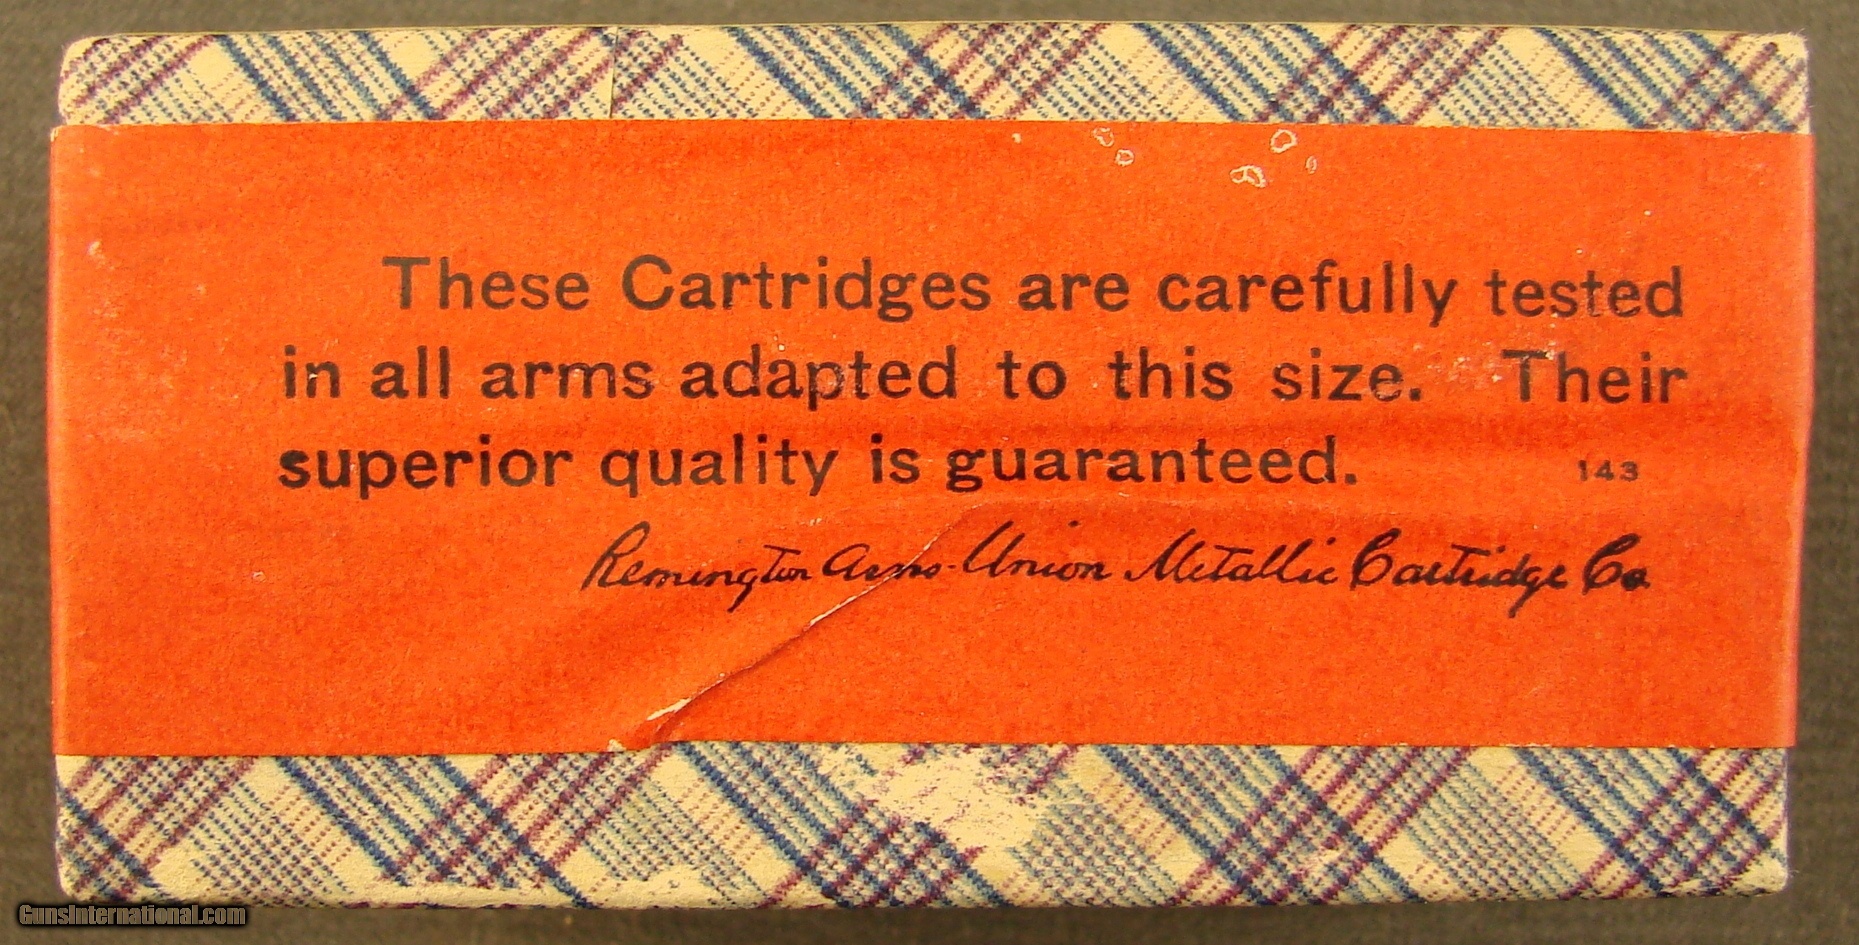 These Cartridges are carefully tested
in all arms adapted to this size. Their
superior quality is guaranteed. 143
Remington Arms-Union Metallic Cartridge Co
GunsInternational.com